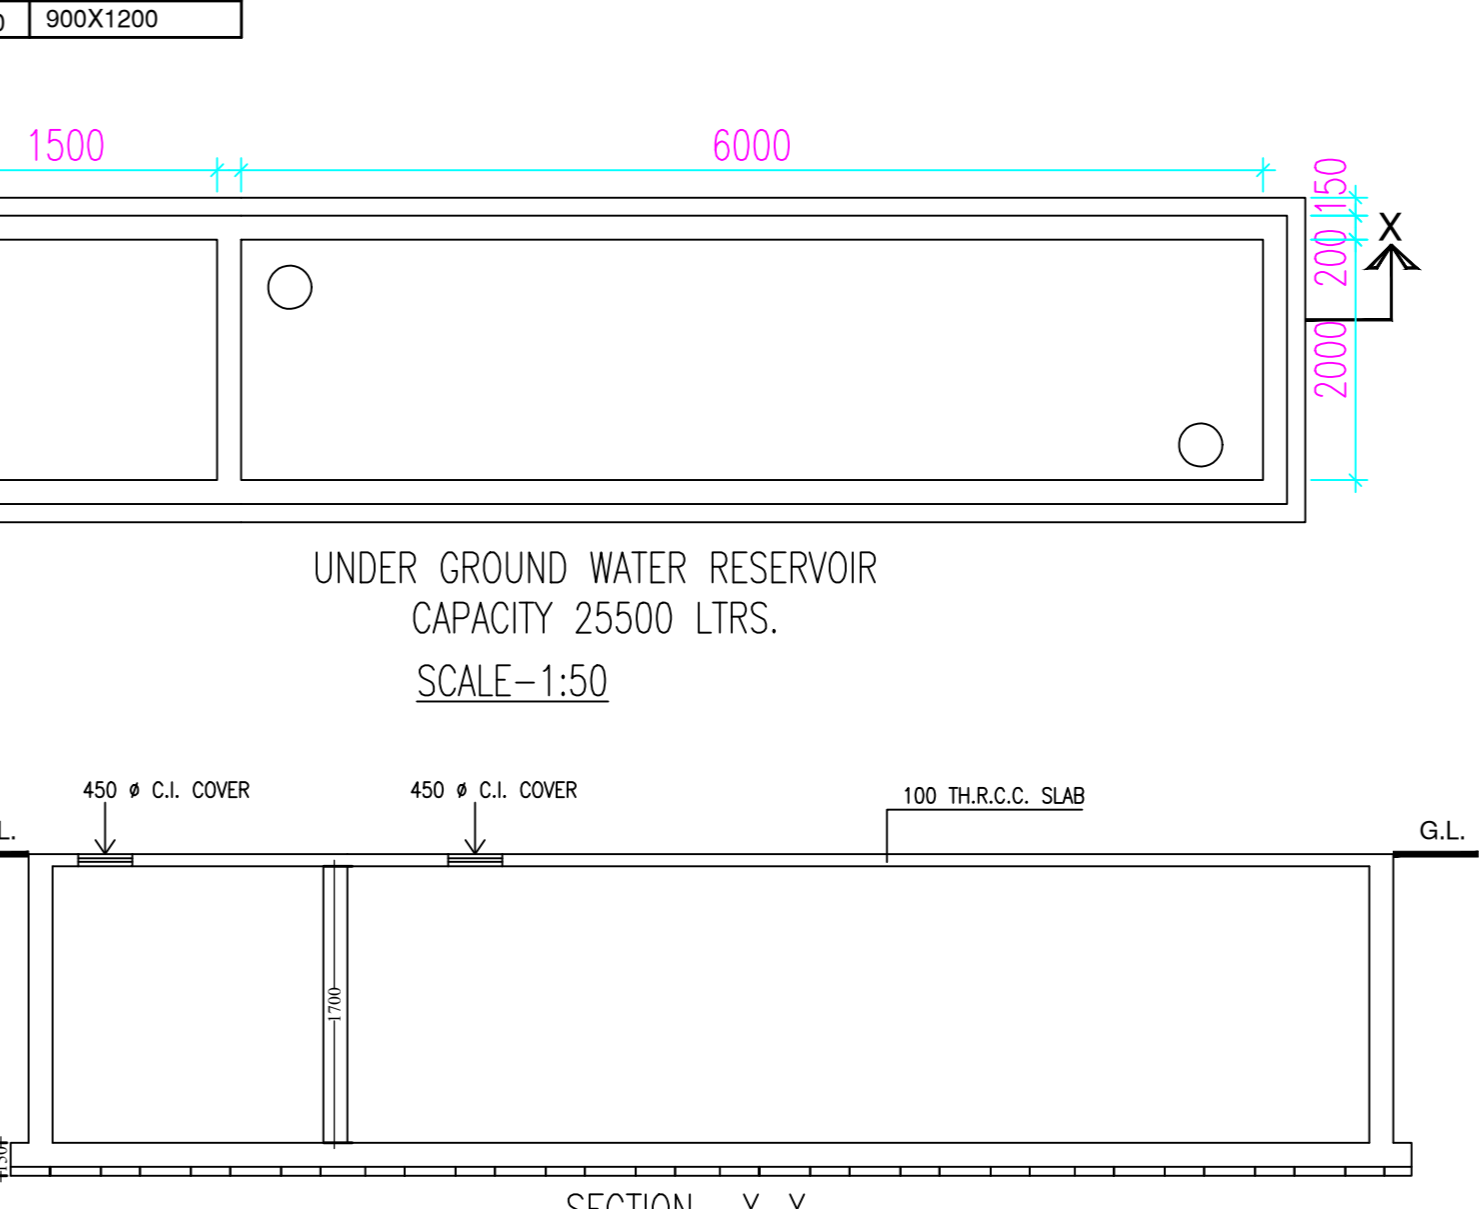 900X1200
1500
6000
150
200
2000
X
UNDER GROUND WATER RESERVOIR
CAPACITY 25500 LTRS.
SCALE-1:50
450 ø C.I. COVER
450 ø C.I. COVER
100 TH.R.C.C. SLAB
G.L.
1700
SECTION X X